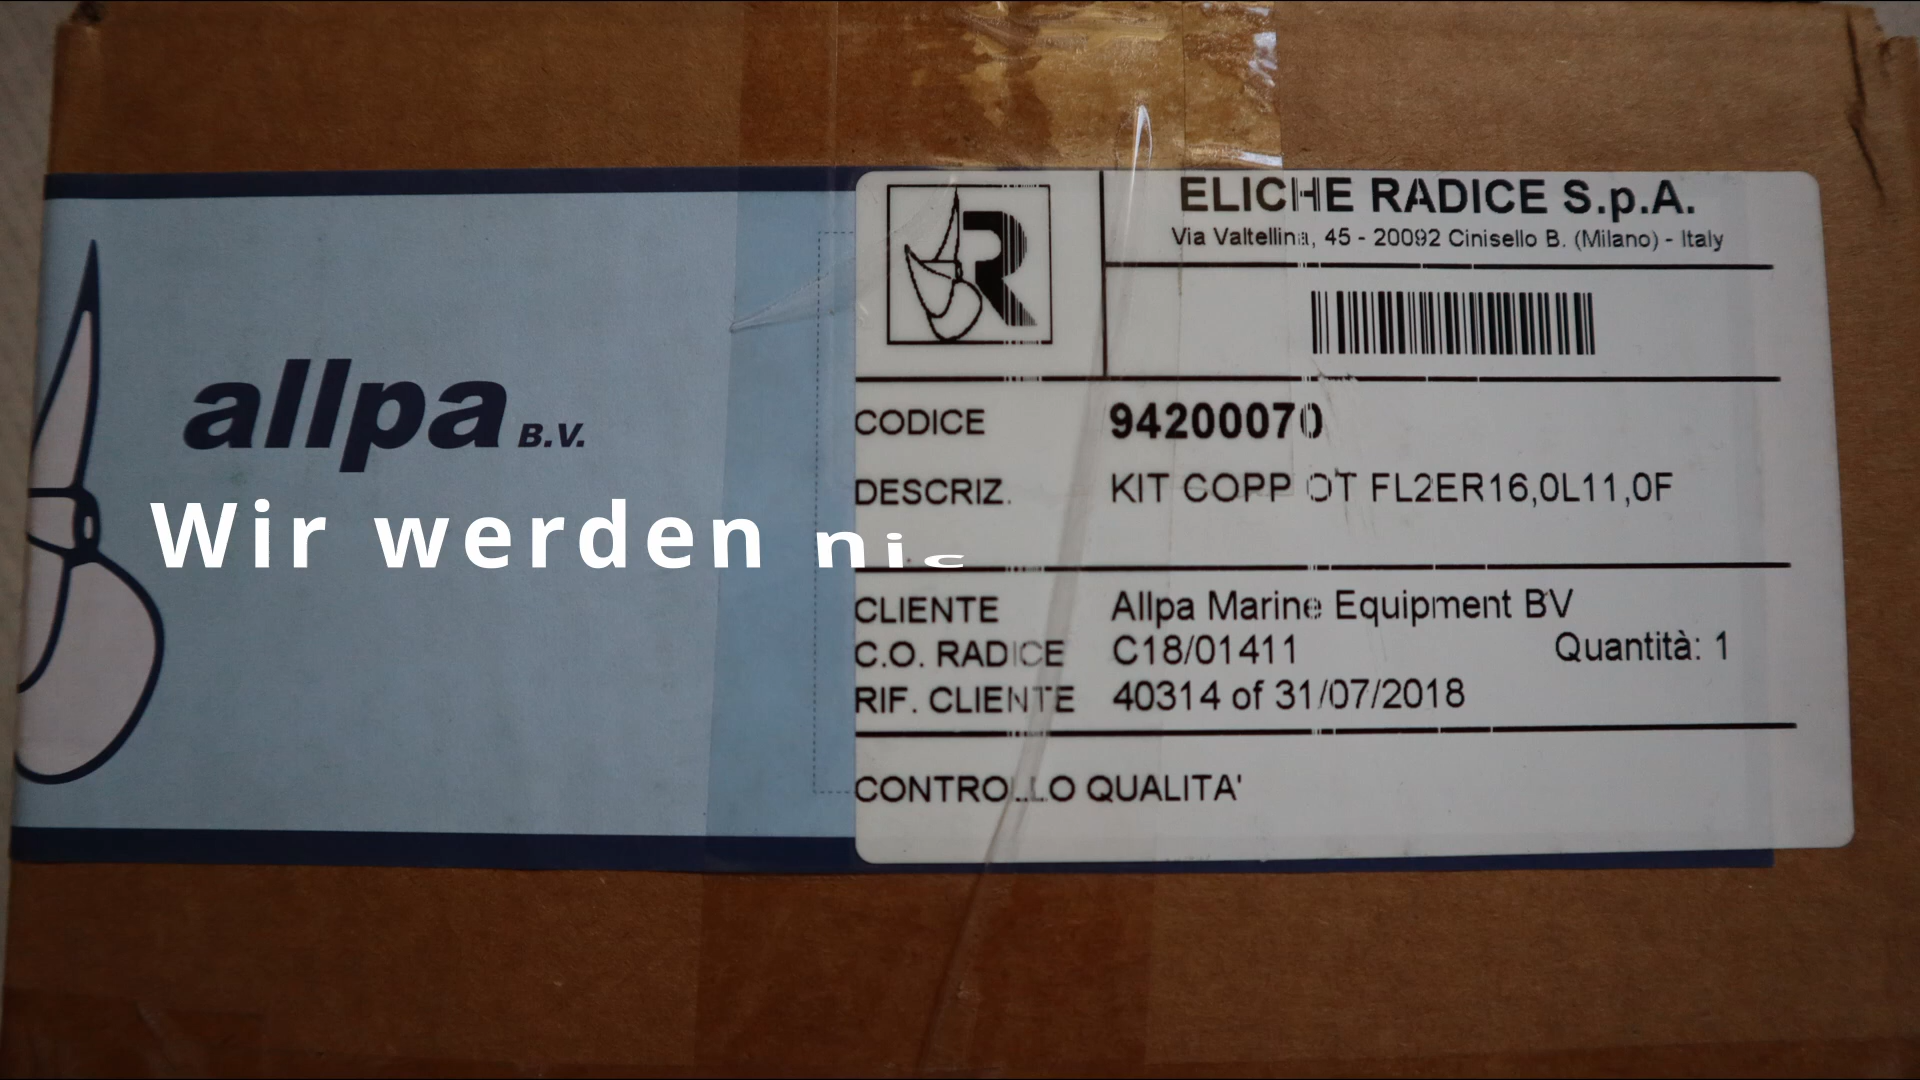 allpa B.V.
Wir werden nic
R
ELICHE RADICE S.p.A.
Via Valtellina, 45 - 20092 Cinisello B. (Milano) - Italy
CODICE 94200070
DESCRIZ. KIT COPP OT FL2ER16,0L11,0F
CLIENTE Allpa Marine Equipment BV
C.O. RADICE C18/01411 Quantità: 1
RIF. CLIENTE 40314 of 31/07/2018
CONTROLLO QUALITA'